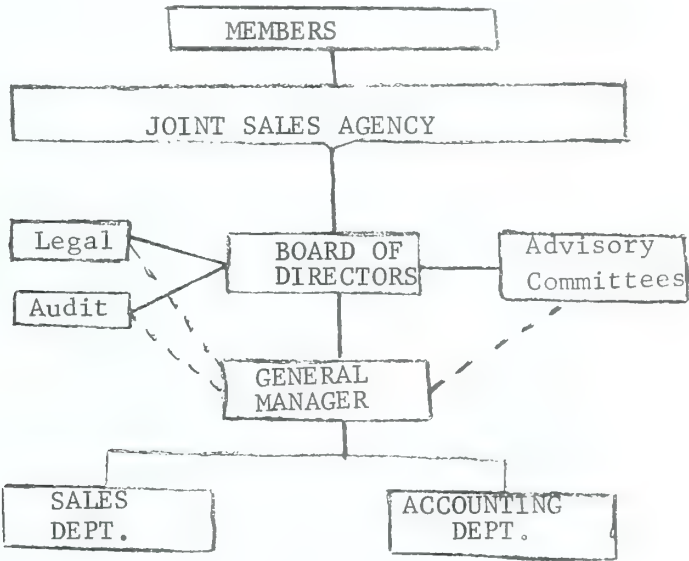 MEMBERS
JOINT SALES AGENCY
Legal
Audit
BOARD OF
DIRECTORS
Advisory
Committees
GENERAL
MANAGER
SALES
DEPT.
ACCOUNTING
DEPT.